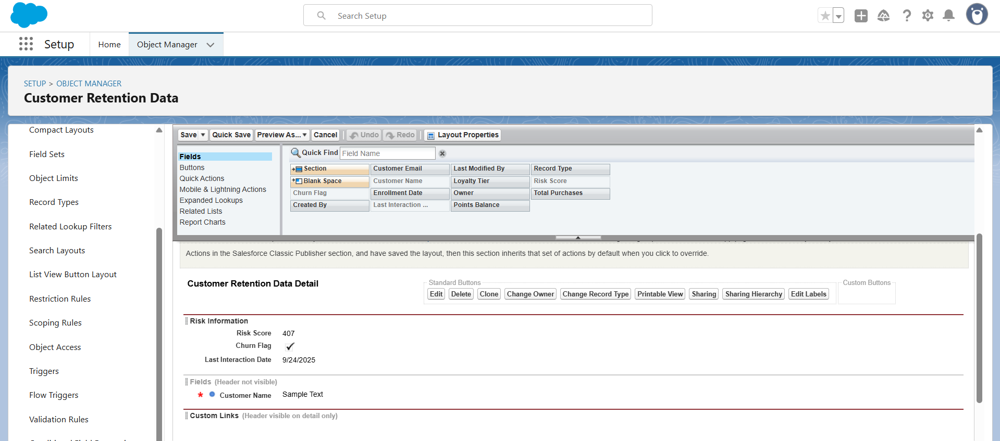 Search Setup
Setup
Home
Object Manager
SETUP > OBJECT MANAGER
Customer Retention Data
Compact Layouts
Field Sets
Object Limits
Record Types
Related Lookup Filters
Search Layouts
List View Button Layout
Restriction Rules
Scoping Rules
Object Access
Triggers
Flow Triggers
Validation Rules
Save
Quick Save
Preview As...
Cancel
Undo
Redo
Layout Properties
Fields
Buttons
Quick Actions
Mobile & Lightning Actions
Expanded Lookups
Related Lists
Report Charts
Quick Find
Field Name
Section
Customer Email
Last Modified By
Record Type
Blank Space
Customer Name
Loyalty Tier
Risk Score
Churn Flag
Enrollment Date
Owner
Total Purchases
Created By
Last Interaction ...
Points Balance
Actions in the Salesforce Classic Publisher section, and have saved the layout, then this section inherits that set of actions by default when you click to override.
Customer Retention Data Detail
Standard Buttons
Edit
Delete
Clone
Change Owner
Change Record Type
Printable View
Sharing
Sharing Hierarchy
Edit Labels
Custom Buttons
Risk Information
Risk Score 407
Churn Flag
Last Interaction Date 9/24/2025
Fields (Header not visible)
* Customer Name Sample Text
Custom Links (Header visible on detail only)